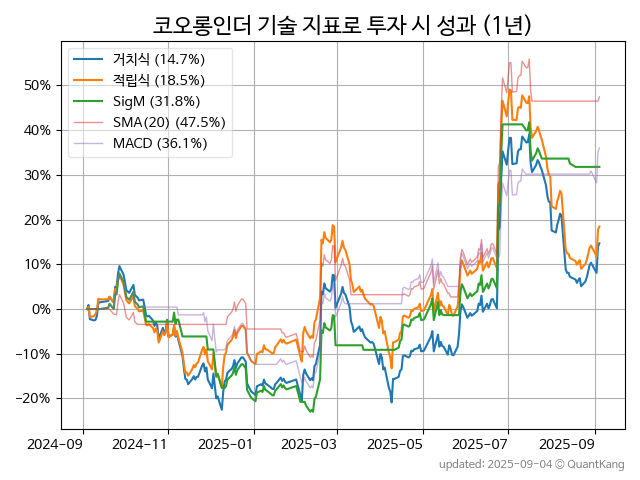 코오롱인더 기술 지표로 투자 시 성과 (1년)
거치식 (14.7%)
적립식 (18.5%)
SigM (31.8%)
SMA(20) (47.5%)
MACD (36.1%)
50%
40%
30%
20%
10%
0%
−10%
−20%
2024-09 2024-11 2025-01 2025-03 2025-05 2025-07 2025-09
updated: 2025-09-04 © QuantKang